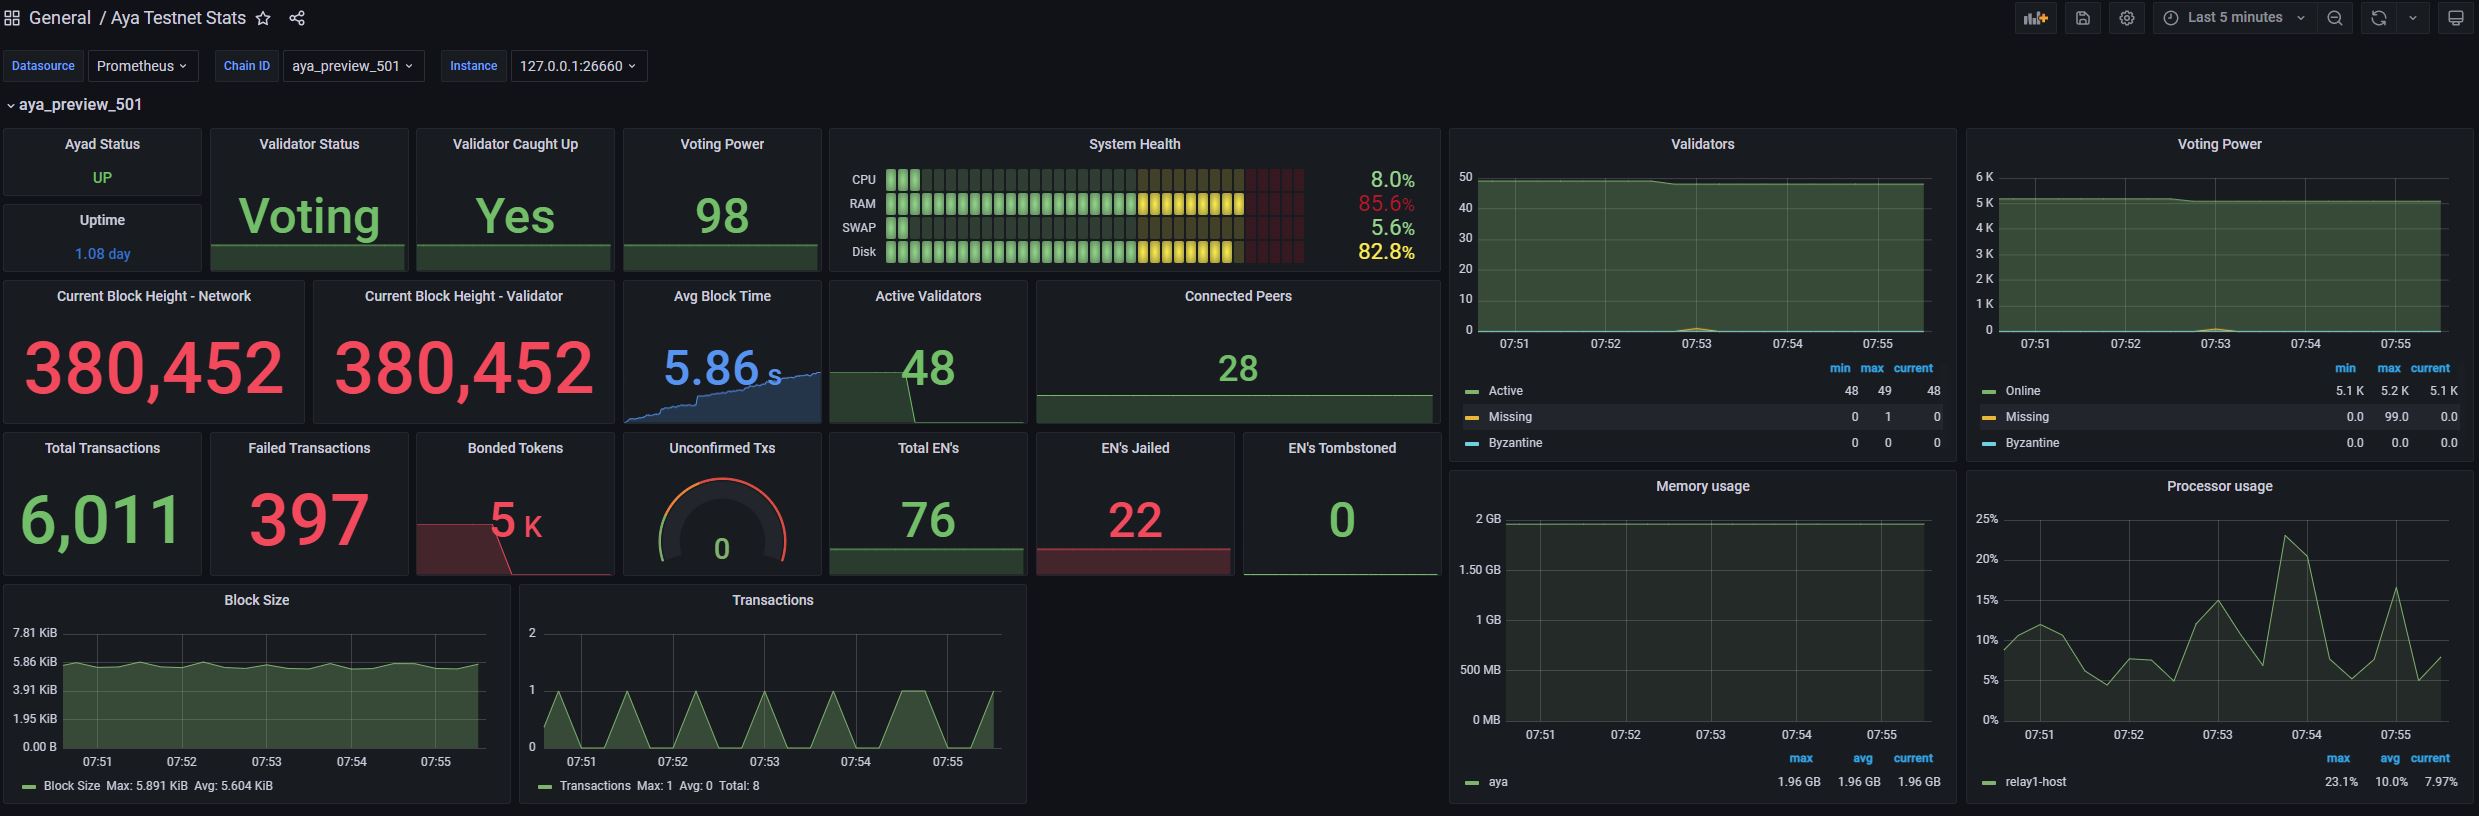 General / Aya Testnet Stats
Last 5 minutes
Datasource Prometheus Chain ID aya_preview_501 Instance 127.0.0.1:26660
aya_preview_501
Ayad Status
UP
Uptime
1.08 day
Validator Status
Voting
Validator Caught Up
Yes
Voting Power
98
System Health
CPU 8.0%
RAM 85.6%
SWAP 5.6%
Disk 82.8%
Current Block Height - Network
380,452
Current Block Height - Validator
380,452
Avg Block Time
5.86 s
Active Validators
48
Connected Peers
28
Total Transactions
6,011
Failed Transactions
397
Bonded Tokens
5 K
Unconfirmed Txs
0
Total EN's
76
EN's Jailed
22
EN's Tombstoned
0
Block Size
7.81 KiB
5.86 KiB
3.91 KiB
1.95 KiB
0.00 B
07:51 07:52 07:53 07:54 07:55
Block Size Max: 5.891 KiB Avg: 5.604 KiB
Transactions
2
1
0
07:51 07:52 07:53 07:54 07:55
Transactions Max: 1 Avg: 0 Total: 8
Validators
50
40
30
20
10
0
07:51 07:52 07:53 07:54 07:55
min max current
Active 48 49 48
Missing 0 1 0
Byzantine 0 0 0
Voting Power
6 K
5 K
4 K
3 K
2 K
1 K
0
07:51 07:52 07:53 07:54 07:55
min max current
Online 5.1 K 5.2 K 5.1 K
Missing 0.0 99.0 0.0
Byzantine 0.0 0.0 0.0
Memory usage
2 GB
1.50 GB
1 GB
500 MB
0 MB
07:51 07:52 07:53 07:54 07:55
max avg current
aya 1.96 GB 1.96 GB 1.96 GB
Processor usage
25%
20%
15%
10%
5%
0%
07:51 07:52 07:53 07:54 07:55
max avg current
relay1-host 23.1% 10.0% 7.97%